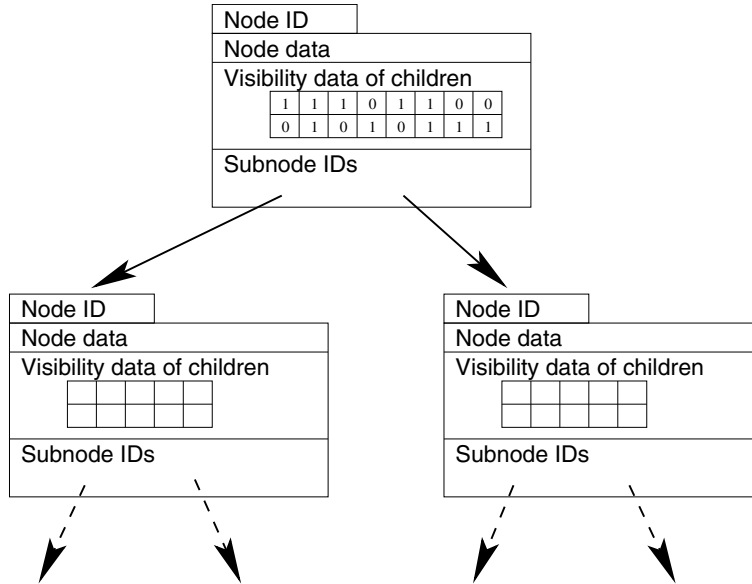 Node ID
Node data
Visibility data of children
1 1 1 0 1 1 0 0
0 1 0 1 0 1 1 1
Subnode IDs
Node ID
Node data
Visibility data of children
Subnode IDs
Node ID
Node data
Visibility data of children
Subnode IDs